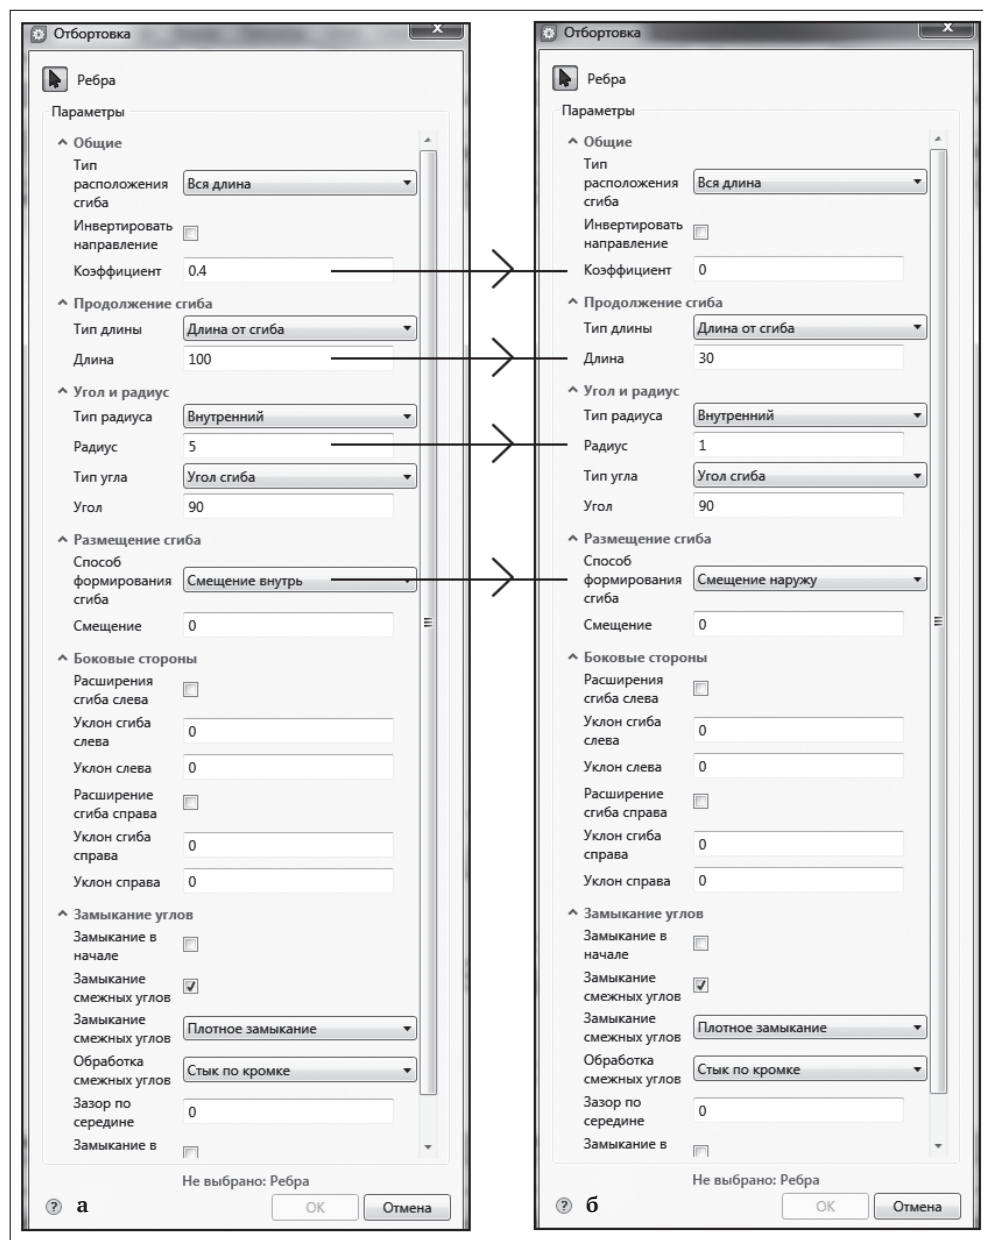 Отбортовка
Ребра
Параметры
Общие
Тип
расположения
сгиба
Вся длина
Инвертировать
направление
Коэффициент 0.4
Продолжение сгиба
Тип длины Длина от сгиба
Длина 100
Угол и радиус
Тип радиуса Внутренний
Радиус 5
Тип угла Угол сгиба
Угол 90
Размещение сгиба
Способ
формирования
сгиба
Смещение внутрь
Смещение 0
Боковые стороны
Расширения
сгиба слева
Уклон сгиба
слева
0
Уклон слева 0
Расширение
сгиба справа
Уклон сгиба
справа
0
Уклон справа 0
Замыкание углов
Замыкание в
начале
Замыкание
смежных углов
Замыкание
смежных углов
Плотное замыкание
Обработка
смежных углов
Стык по кромке
Зазор по
середине
0
Замыкание в
Не выбрано: Ребра
? а OK Отмена
Отбортовка
Ребра
Параметры
Общие
Тип
расположения
сгиба
Вся длина
Инвертировать
направление
Коэффициент 0
Продолжение сгиба
Тип длины Длина от сгиба
Длина 30
Угол и радиус
Тип радиуса Внутренний
Радиус 1
Тип угла Угол сгиба
Угол 90
Размещение сгиба
Способ
формирования
сгиба
Смещение наружу
Смещение 0
Боковые стороны
Расширения
сгиба слева
Уклон сгиба
слева
0
Уклон слева 0
Расширение
сгиба справа
Уклон сгиба
справа
0
Уклон справа 0
Замыкание углов
Замыкание в
начале
Замыкание
смежных углов
Замыкание
смежных углов
Плотное замыкание
Обработка
смежных углов
Стык по кромке
Зазор по
середине
0
Замыкание в
Не выбрано: Ребра
? б OK Отмена